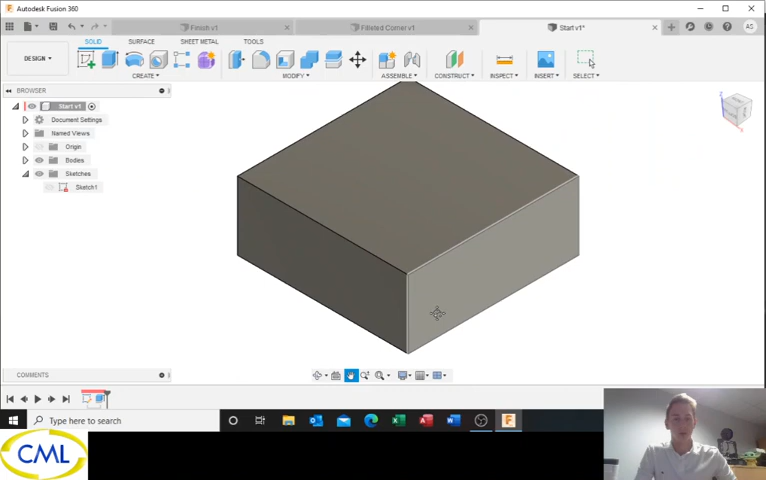 Autodesk Fusion 360
Finish v1
Filleted Corner v1
Start v1*
AS
DESIGN
SOLID SURFACE SHEET METAL TOOLS
CREATE MODIFY ASSEMBLE CONSTRUCT INSPECT INSERT SELECT
BROWSER
Start v1
Document Settings
Named Views
Origin
Bodies
Sketches
Sketch1
Z
COMMENTS
Type here to search
CML